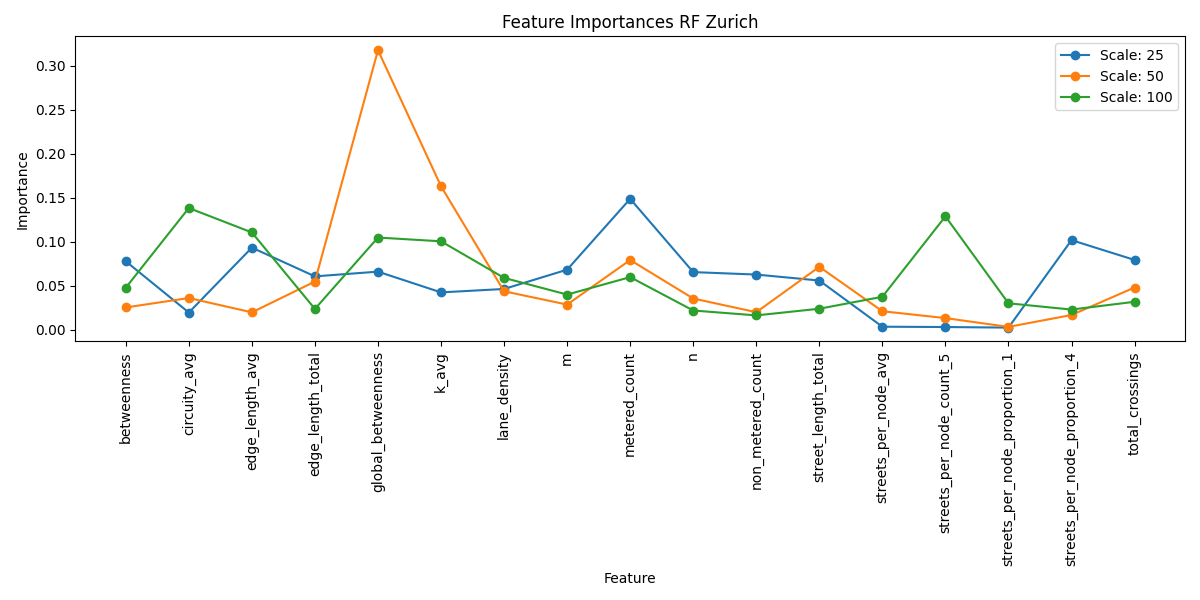 Feature Importances RF Zurich
Scale: 25
Scale: 50
Scale: 100
Importance
0.30
0.25
0.20
0.15
0.10
0.05
0.00
betweenness
circuity_avg
edge_length_avg
edge_length_total
global_betweenness
k_avg
lane_density
m
metered_count
n
non_metered_count
street_length_total
streets_per_node_avg
streets_per_node_count_5
streets_per_node_proportion_1
streets_per_node_proportion_4
total_crossings
Feature